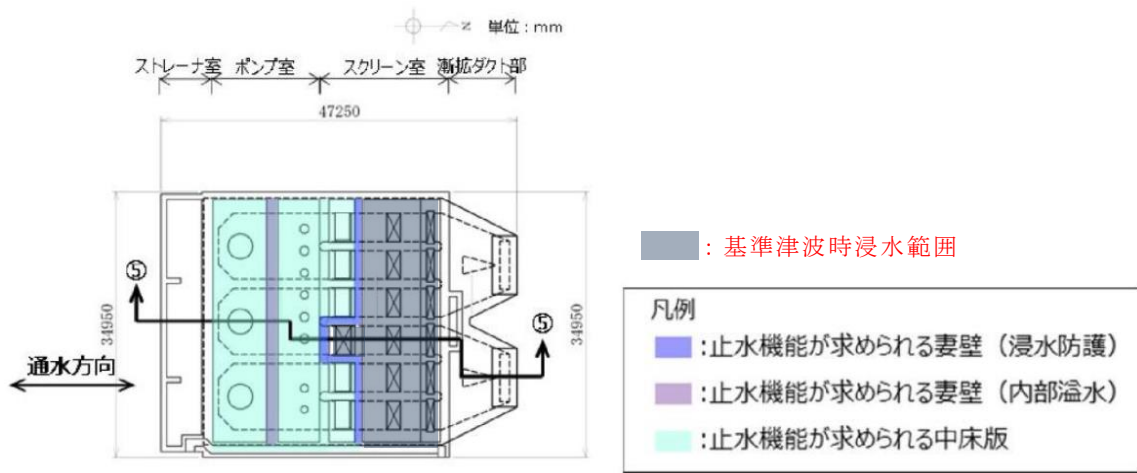 N 単位：mm
ストレーナ室 ポンプ室 スクリーン室 漸拡ダクト部
47250
34950
⑤
⑤
34950
通水方向
：基準津波時浸水範囲
凡例
：止水機能が求められる妻壁（浸水防護）
：止水機能が求められる妻壁（内部溢水）
：止水機能が求められる中床版